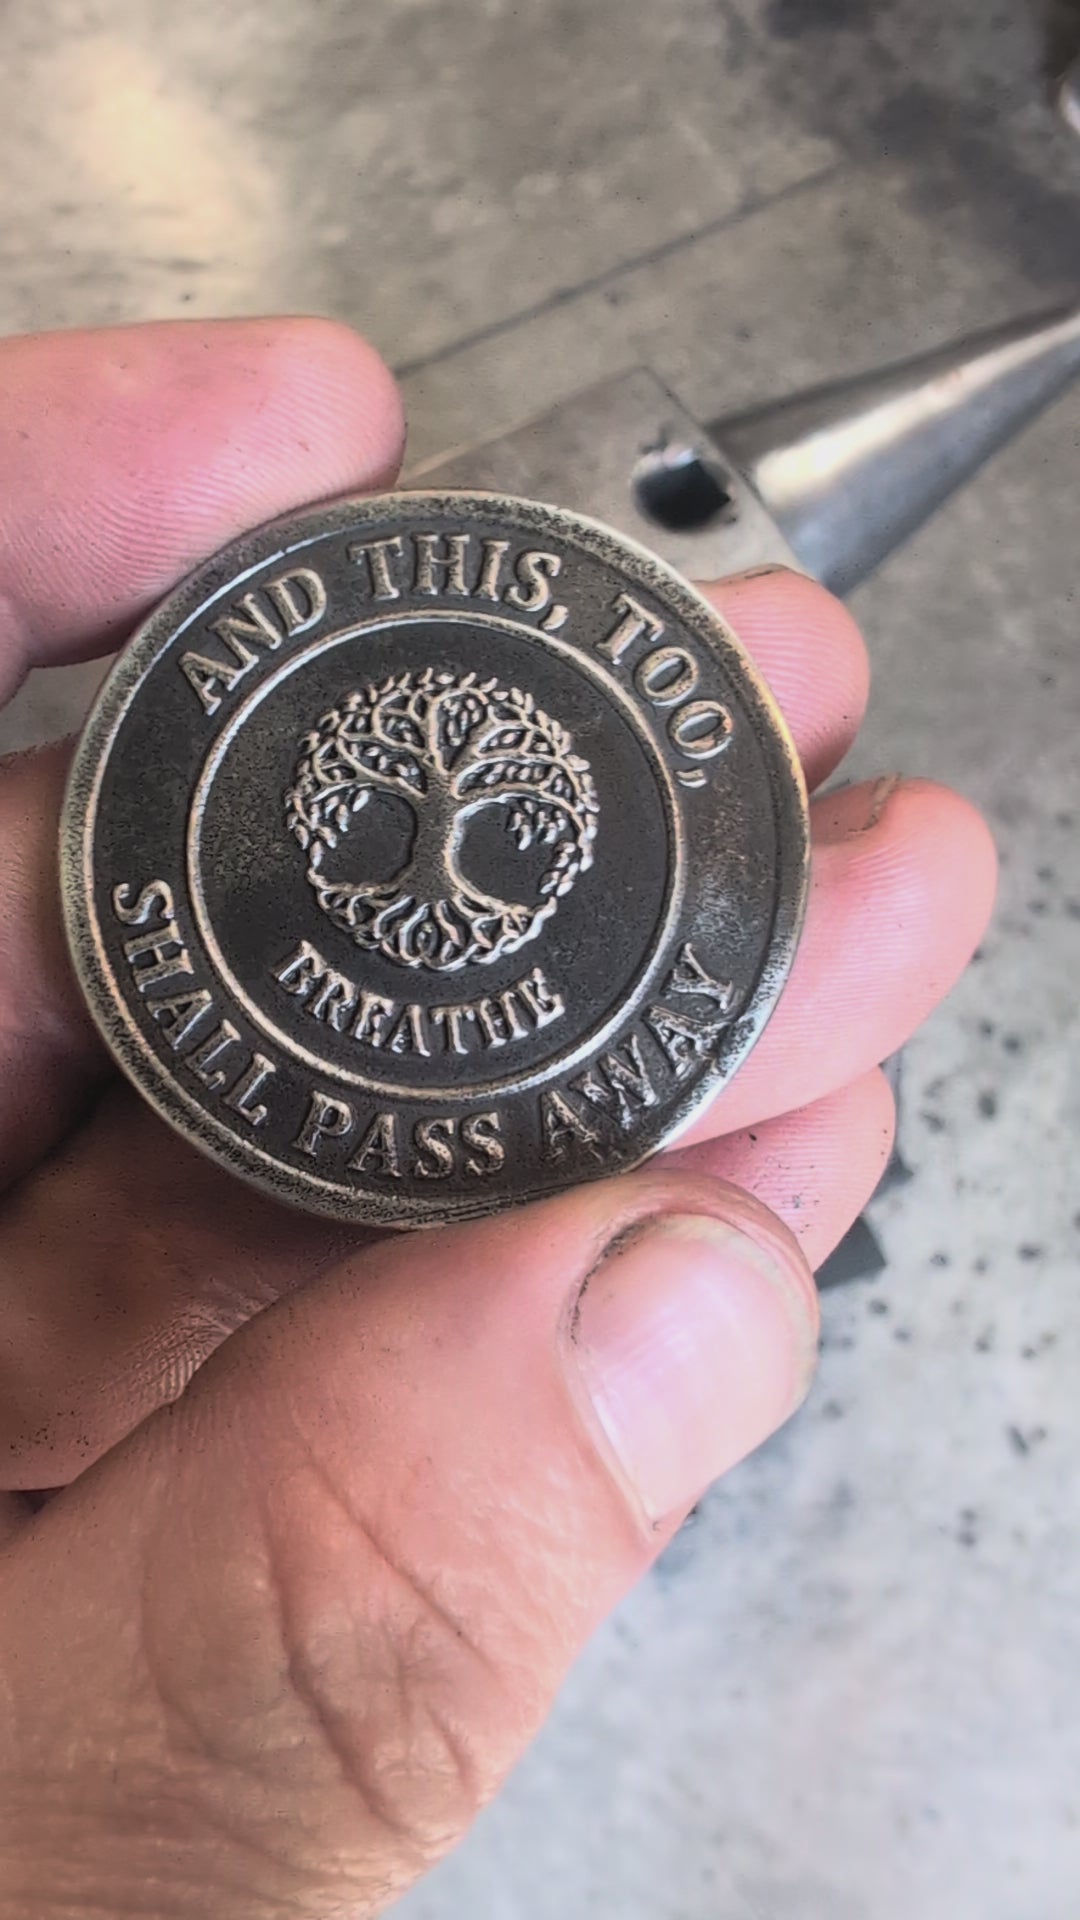 AND THIS, TOO,
SHALL PASS AWAY
BREATHE